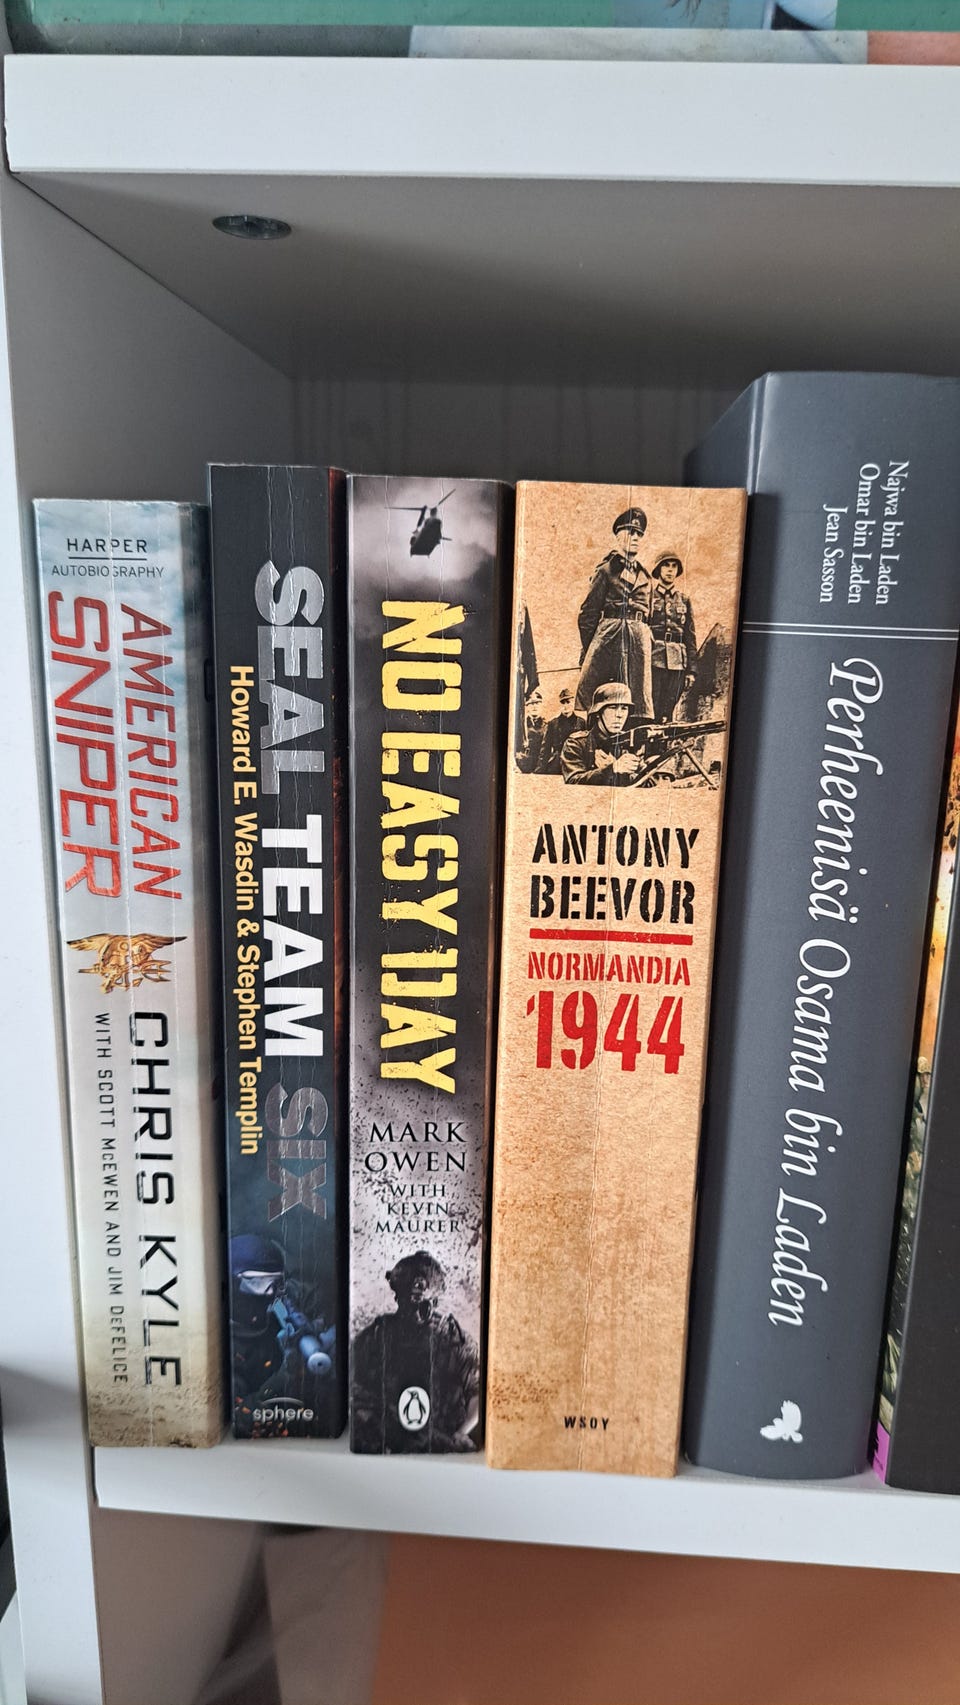 HARPER
AUTOBIOGRAPHY
AMERICAN
SNIPER
CHRIS KYLE
WITH SCOTT McEWEN AND JIM DeFELICE
SEAL TEAM SIX
Howard E. Wasdin & Stephen Templin
sphere
NO EASY DAY
MARK
OWEN
WITH
KEVIN
MAURER
ANTONY
BEEVOR
NORMANDIA
1944
WSOY
Najwa bin Laden
Omar bin Laden
Jean Sasson
Perheenisä Osama bin Laden